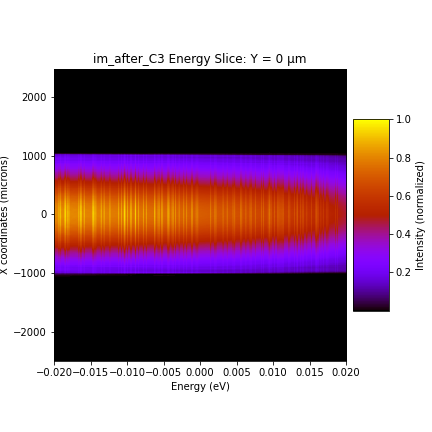 im_after_C3 Energy Slice: Y = 0 μm
2000
1000
0
−1000
−2000
X coordinates (microns)
−0.020 −0.015 −0.010 −0.005 0.000 0.005 0.010 0.015 0.020
Energy (eV)
1.0
0.8
0.6
0.4
0.2
Intensity (normalized)